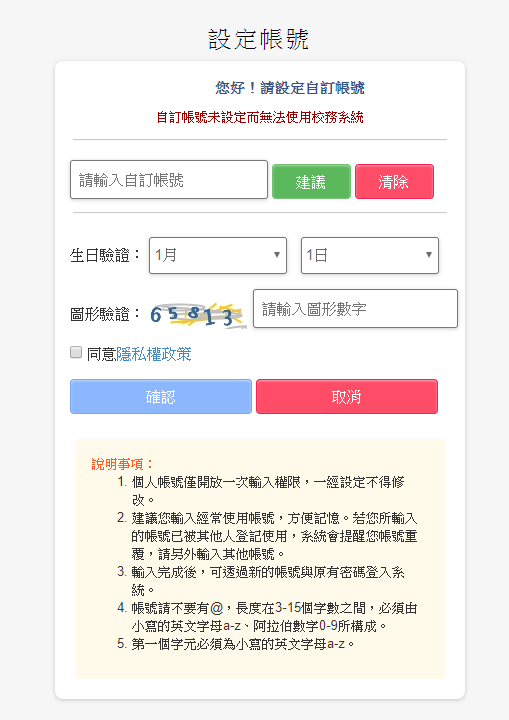 設定帳號
您好！請設定自訂帳號
自訂帳號未設定而無法使用校務系統
請輸入自訂帳號 建議 清除
生日驗證： 1月 1日
圖形驗證： 65813 請輸入圖形數字
同意隱私權政策
確認 取消
說明事項：
1. 個人帳號僅開放一次輸入權限，一經設定不得修
改。
2. 建議您輸入經常使用帳號，方便記憶。若您所輸入
的帳號已被其他人登記使用，系統會提醒您帳號重
覆，請另外輸入其他帳號。
3. 輸入完成後，可透過新的帳號與原有密碼登入系
統。
4. 帳號請不要有@，長度在3-15個字數之間，必須由
小寫的英文字母a-z、阿拉伯數字0-9所構成。
5. 第一個字元必須為小寫的英文字母a-z。